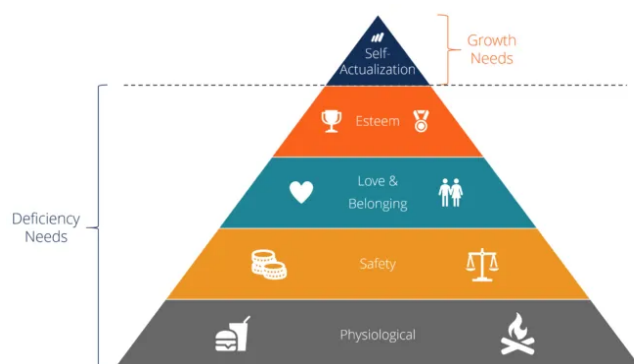 Self-
Actualization
Growth
Needs
Esteem
Love &
Belonging
Deficiency
Needs
Safety
Physiological